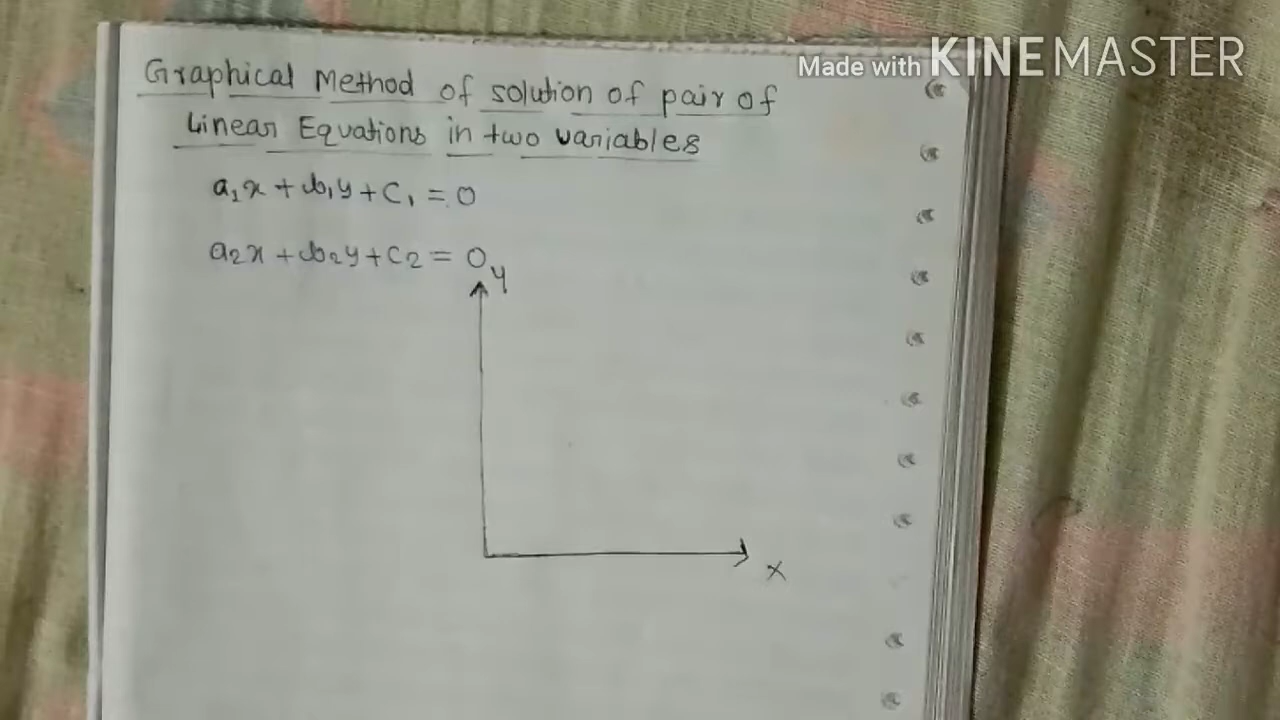 Made with KINEMASTER
Graphical Method of solution of pair of
Linear Equations in two variables
a₁x + b₁y + C₁ = 0
a₂x + b₂y + C₂ = 0
y
x